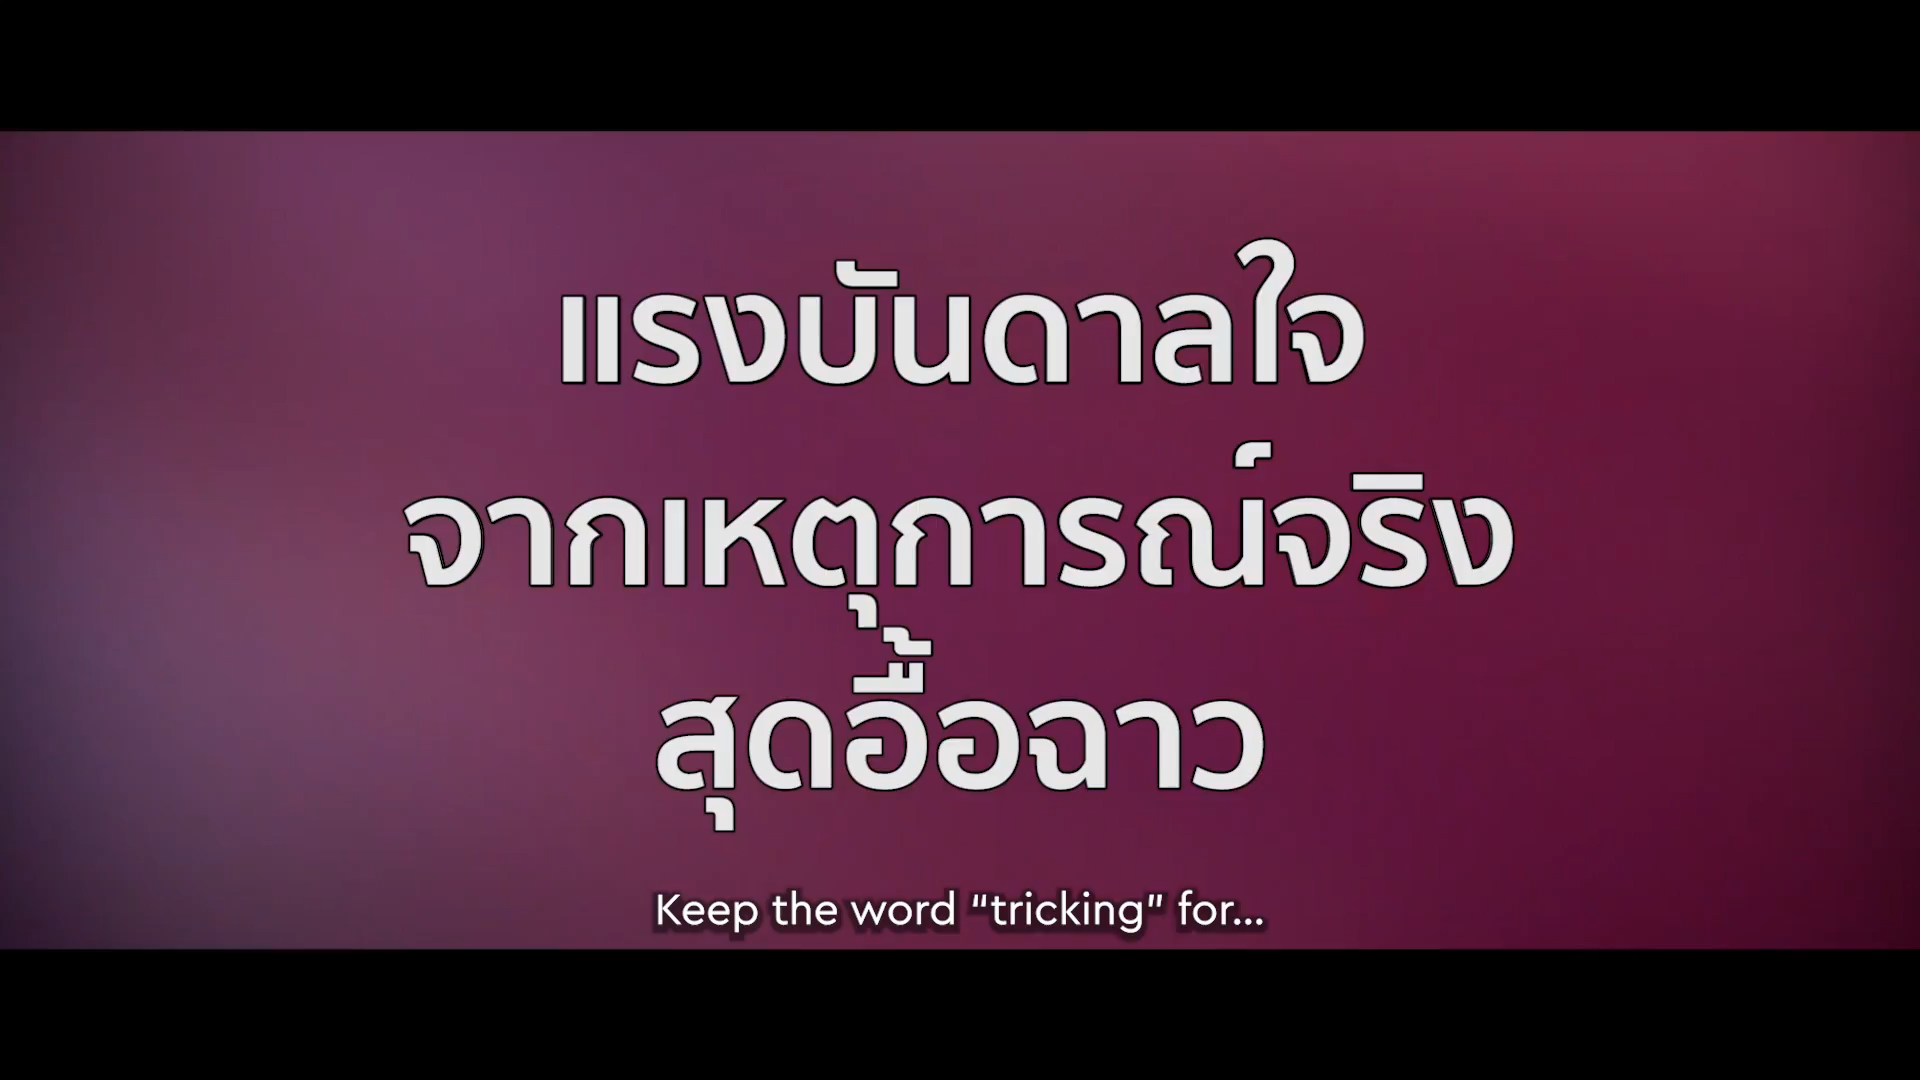 แรงบันดาลใจ
จากเหตุการณ์จริง
สุดอื้อฉาว
Keep the word “tricking” for...